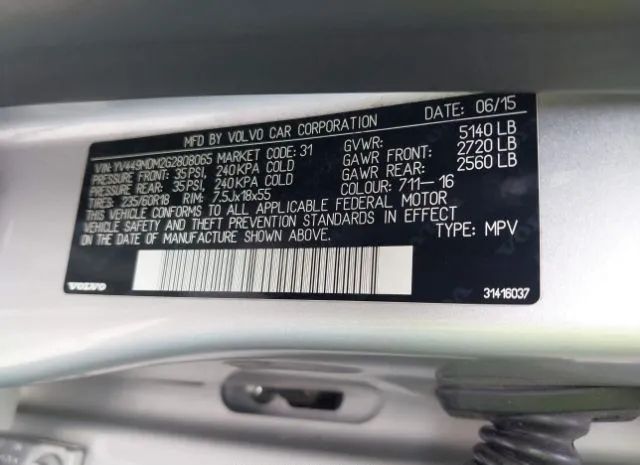 MFD BY VOLVO CAR CORPORATION DATE: 06/15
VIN: YV449MDM2G2808065 MARKET CODE: 31 GVWR: 5140 LB
PRESSURE FRONT: 35PSI, 240KPA COLD GAWR FRONT: 2720 LB
PRESSURE REAR: 35PSI, 240KPA COLD GAWR REAR: 2560 LB
TIRES: 235/60R18 RIM: 7.5Jx18x55 COLOUR: 711-16
THIS VEHICLE CONFORMS TO ALL APPLICABLE FEDERAL MOTOR
VEHICLE SAFETY AND THEFT PREVENTION STANDARDS IN EFFECT
ON THE DATE OF MANUFACTURE SHOWN ABOVE. TYPE: MPV
VOLVO 31416037